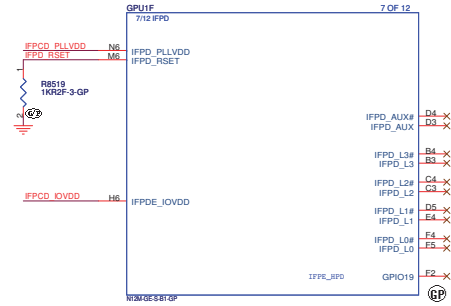 GPU1F
7 OF 12
7/12 IFPD
IFPCD_PLLVDD
N6
IFPD_PLLVDD
IFPD_RSET
M6
IFPD_RSET
1
R8519
1KR2F-3-GP
2
GP
IFPD_AUX#
D4
IFPD_AUX
D3
IFPD_L3#
B4
IFPD_L3
B3
IFPD_L2#
C4
IFPD_L2
C3
IFPCD_IOVDD
H6
IFPDE_IOVDD
IFPD_L1#
D5
IFPD_L1
E4
IFPD_L0#
F4
IFPD_L0
F5
IFPE_HPD
GPIO19
F2
GP
N12M-GE-S-B1-GP